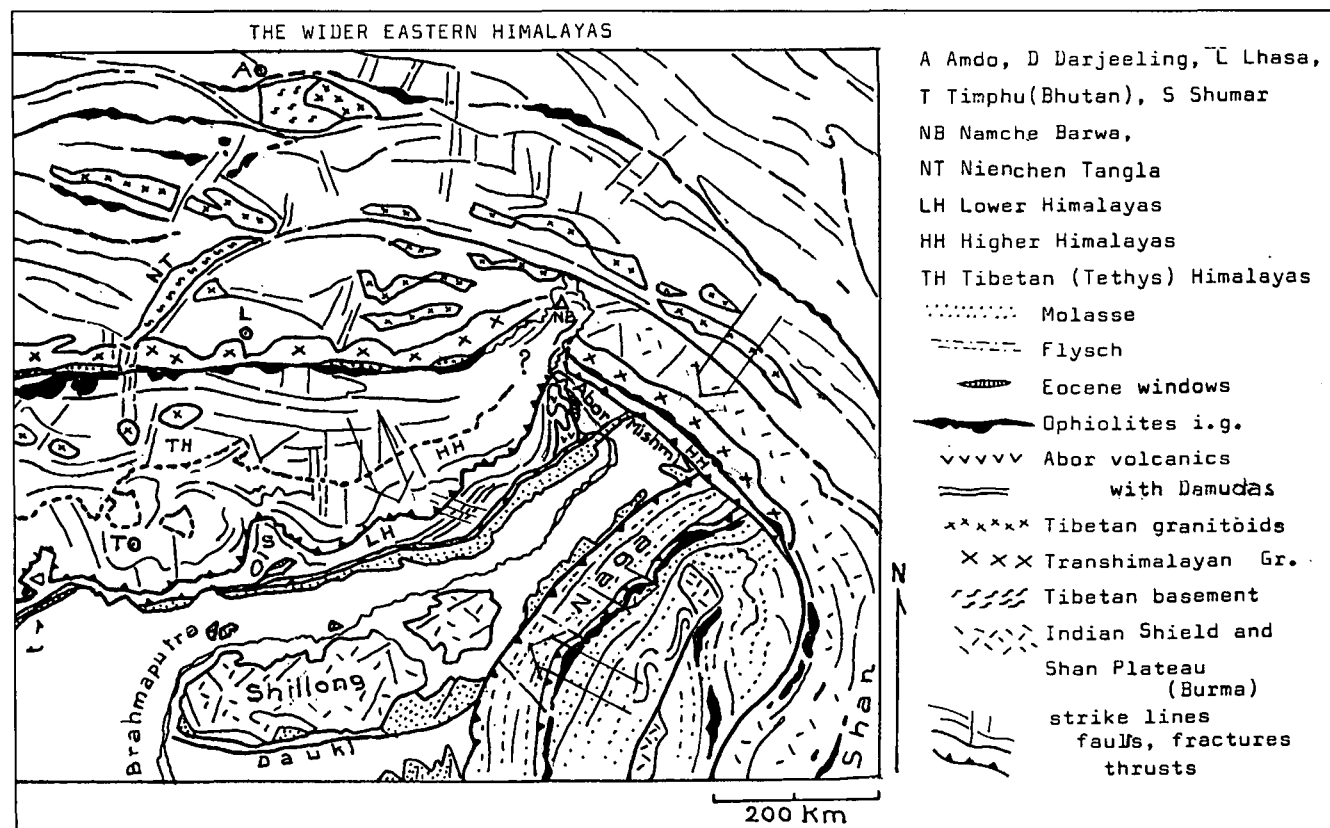 THE WIDER EASTERN HIMALAYAS
A Amdo, D Darjeeling, L Lhasa,
T Timphu(Bhutan), S Shumar
NB Namche Barwa,
NT Nienchen Tangla
LH Lower Himalayas
HH Higher Himalayas
TH Tibetan (Tethys) Himalayas
Molasse
Flysch
Eocene windows
Ophiolites i.g.
Abor volcanics
with Damudas
Tibetan granitoids
Transhimalayan Gr.
Tibetan basement
Indian Shield and
Shan Plateau
(Burma)
strike lines
faults, fractures
thrusts
A
NT
L
NB
?
Abor
Mishmi
HH
TH
HH
T
S
LH
Naga
Brahmaputra
Shillong
Dauki
Shan
N
200 Km